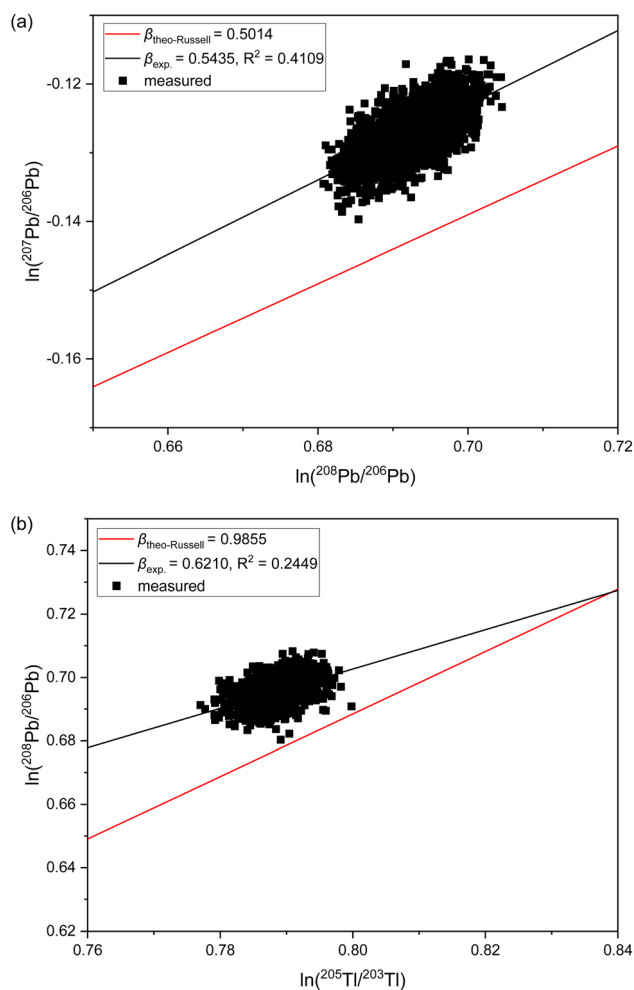 (a)
βtheo-Russell = 0.5014
βexp. = 0.5435, R² = 0.4109
measured
-0.12
-0.14
-0.16
ln(²⁰⁷Pb/²⁰⁶Pb)
0.66
0.68
0.70
0.72
ln(²⁰⁸Pb/²⁰⁶Pb)
(b)
βtheo-Russell = 0.9855
βexp. = 0.6210, R² = 0.2449
measured
0.74
0.72
0.70
0.68
0.66
0.64
0.62
ln(²⁰⁸Pb/²⁰⁶Pb)
0.76
0.78
0.80
0.82
0.84
ln(²⁰⁵Tl/²⁰³Tl)